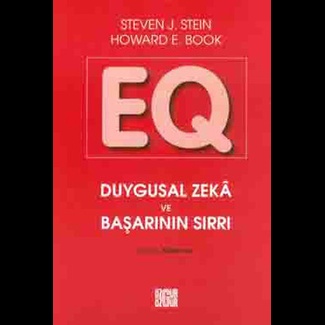 STEVEN J. STEIN
HOWARD E. BOOK
EQ
DUYGUSAL ZEKÂ
VE
BAŞARININ SIRRI